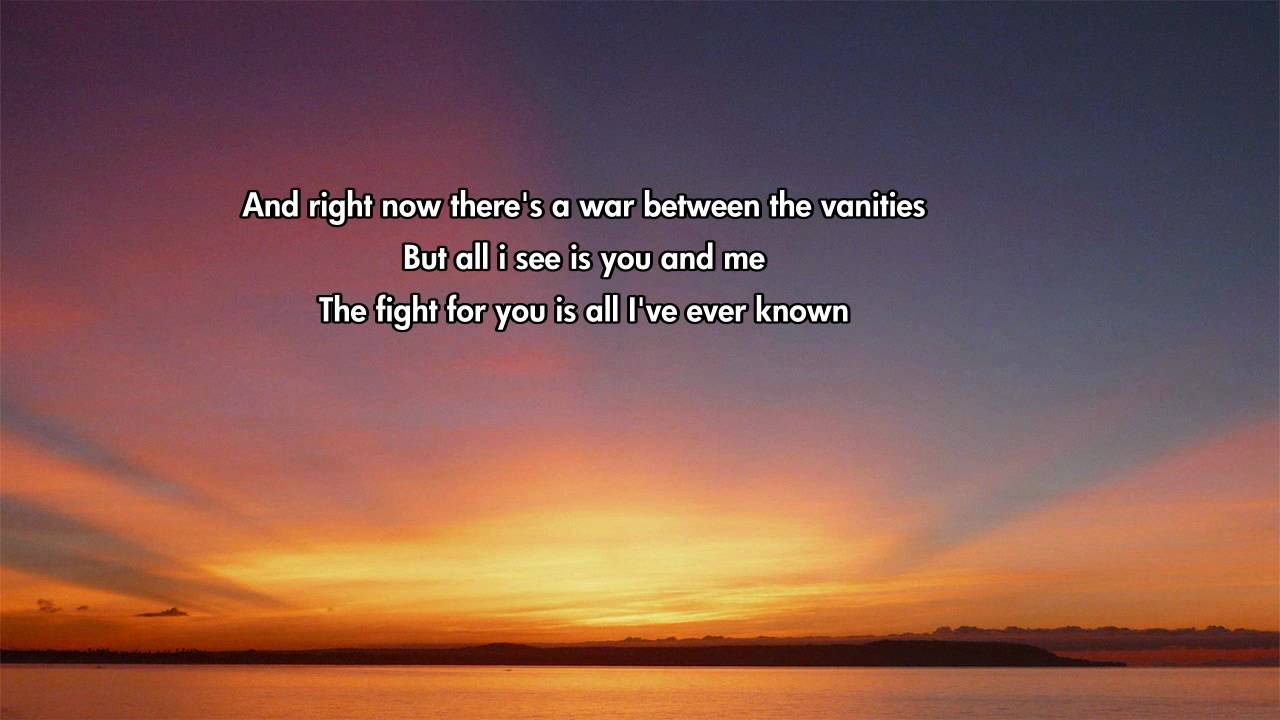 And right now there's a war between the vanities
But all i see is you and me
The fight for you is all I've ever known